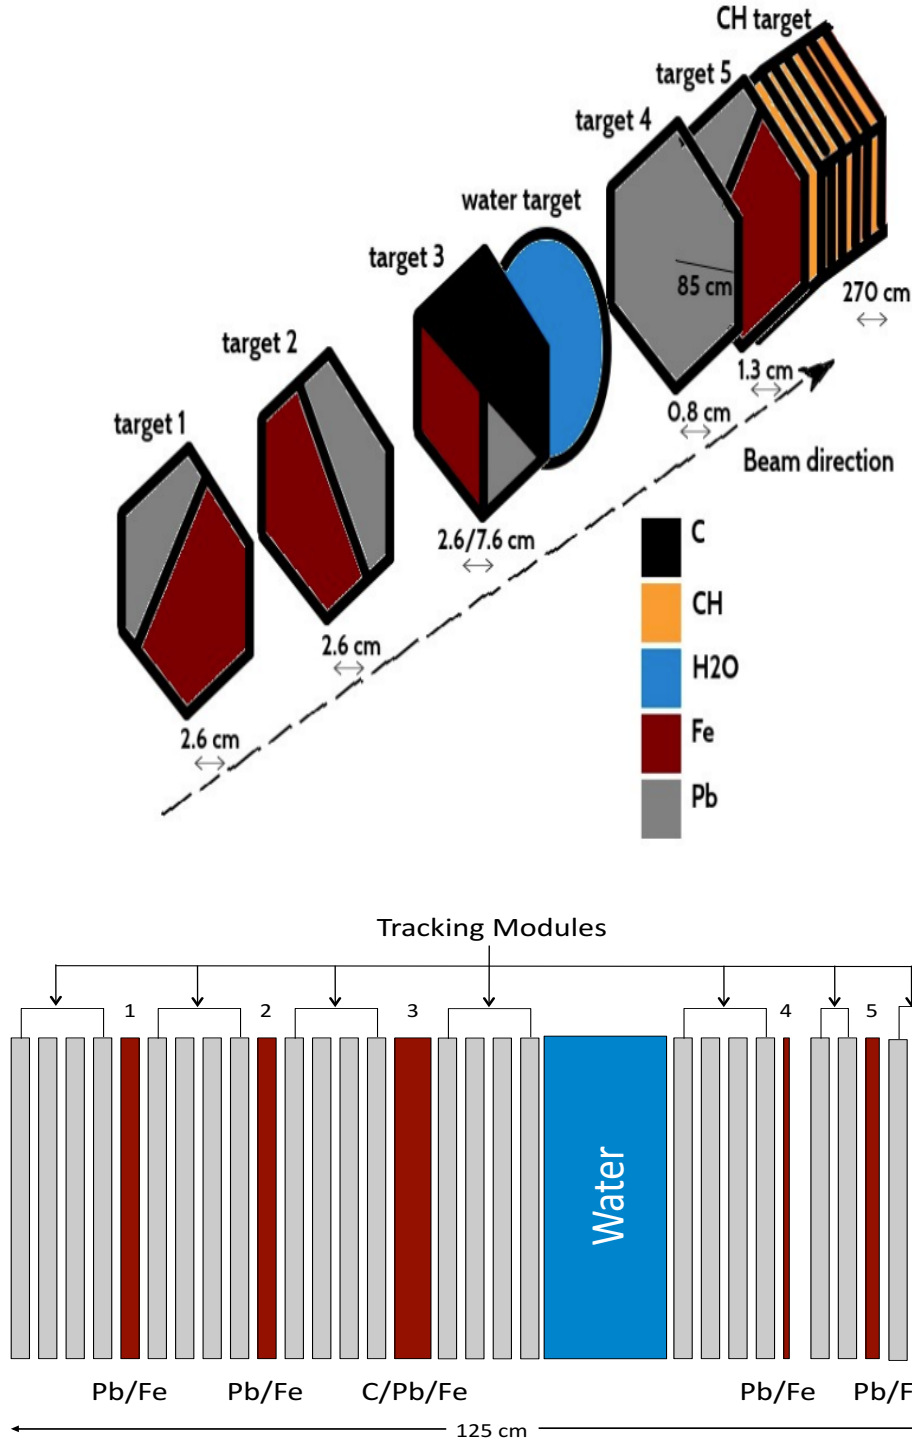 CH target
target 5
target 4
water target
target 3
target 2
target 1
85 cm
270 cm
1.3 cm
0.8 cm
Beam direction
2.6/7.6 cm
2.6 cm
2.6 cm
C
CH
H2O
Fe
Pb
Tracking Modules
1 2 3 4 5
Water
Pb/Fe Pb/Fe C/Pb/Fe Pb/Fe Pb/F
125 cm